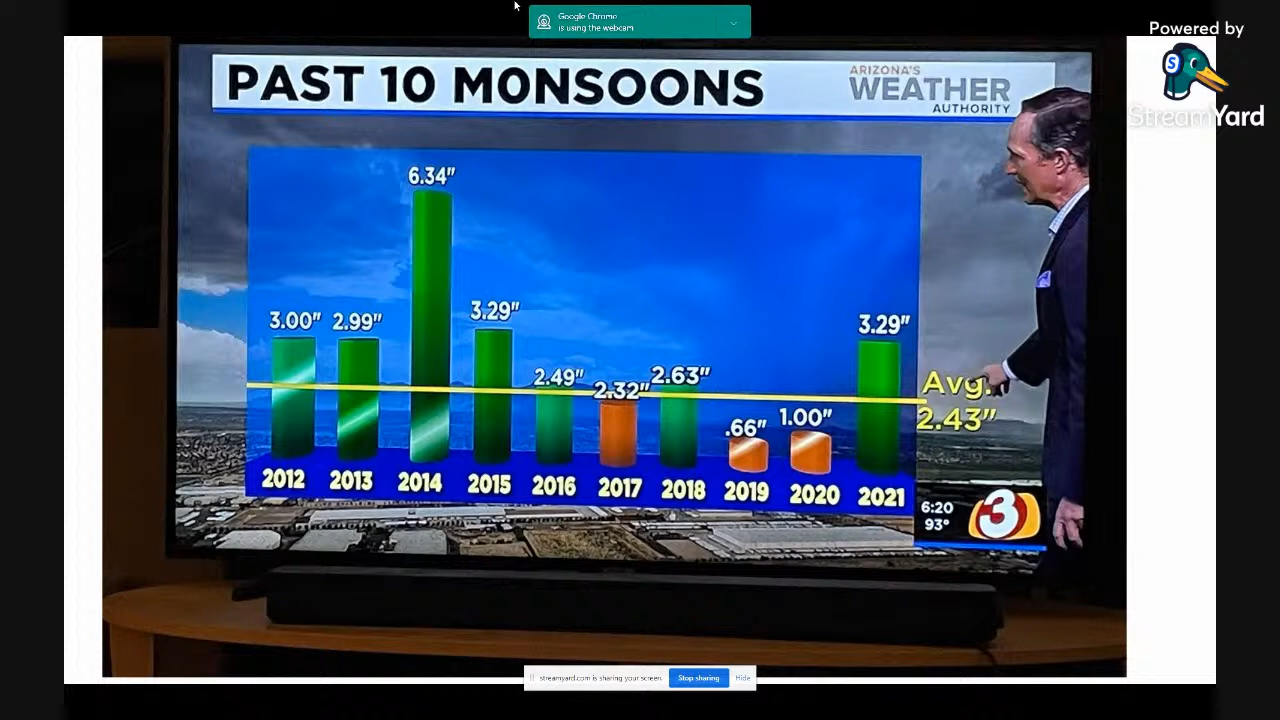 Google Chrome
is using the webcam
Powered by
StreamYard
PAST 10 MONSOONS
ARIZONA'S
WEATHER
AUTHORITY
6.34"
3.00" 2.99" 3.29" 2.49" 2.32" 2.63" .66" 1.00" 3.29"
Avg.
2.43"
2012 2013 2014 2015 2016 2017 2018 2019 2020 2021
6:20
93°
3
streamyard.com is sharing your screen.
Stop sharing
Hide